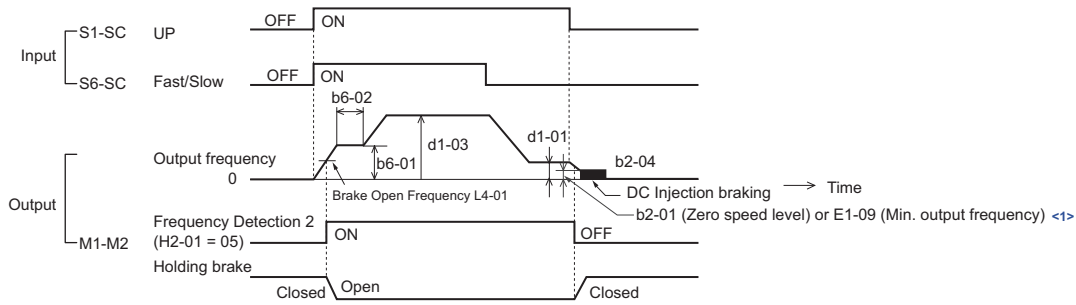 OFF ON
S1-SC UP
Input
OFF ON
S6-SC Fast/Slow
b6-02
d1-03
d1-01
b2-04
Output frequency
b6-01
0
Brake Open Frequency L4-01
DC Injection braking
Time
Output
b2-01 (Zero speed level) or E1-09 (Min. output frequency) <1>
Frequency Detection 2
(H2-01 = 05)
ON
OFF
M1-M2
Holding brake
Closed
Open
Closed